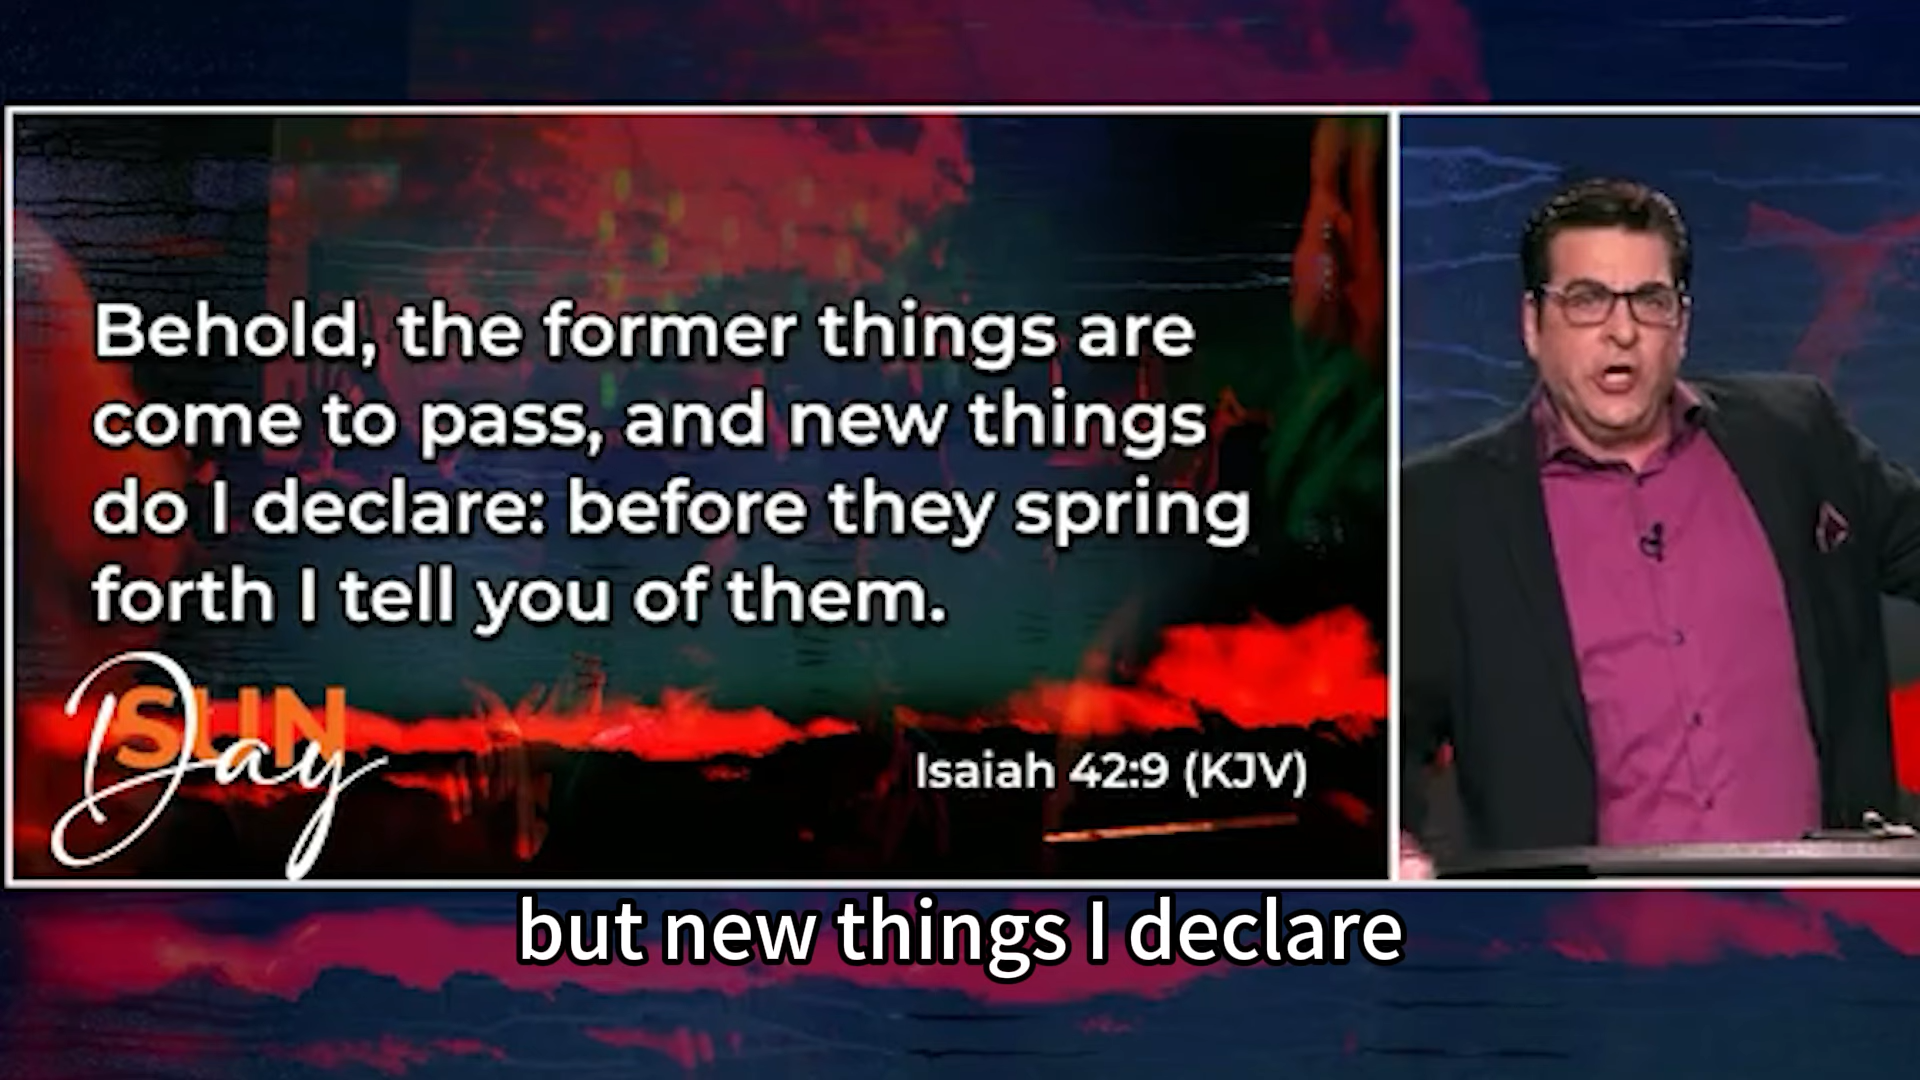 Behold, the former things are
come to pass, and new things
do I declare: before they spring
forth I tell you of them.
SUN
Day
Isaiah 42:9 (KJV)
but new things I declare